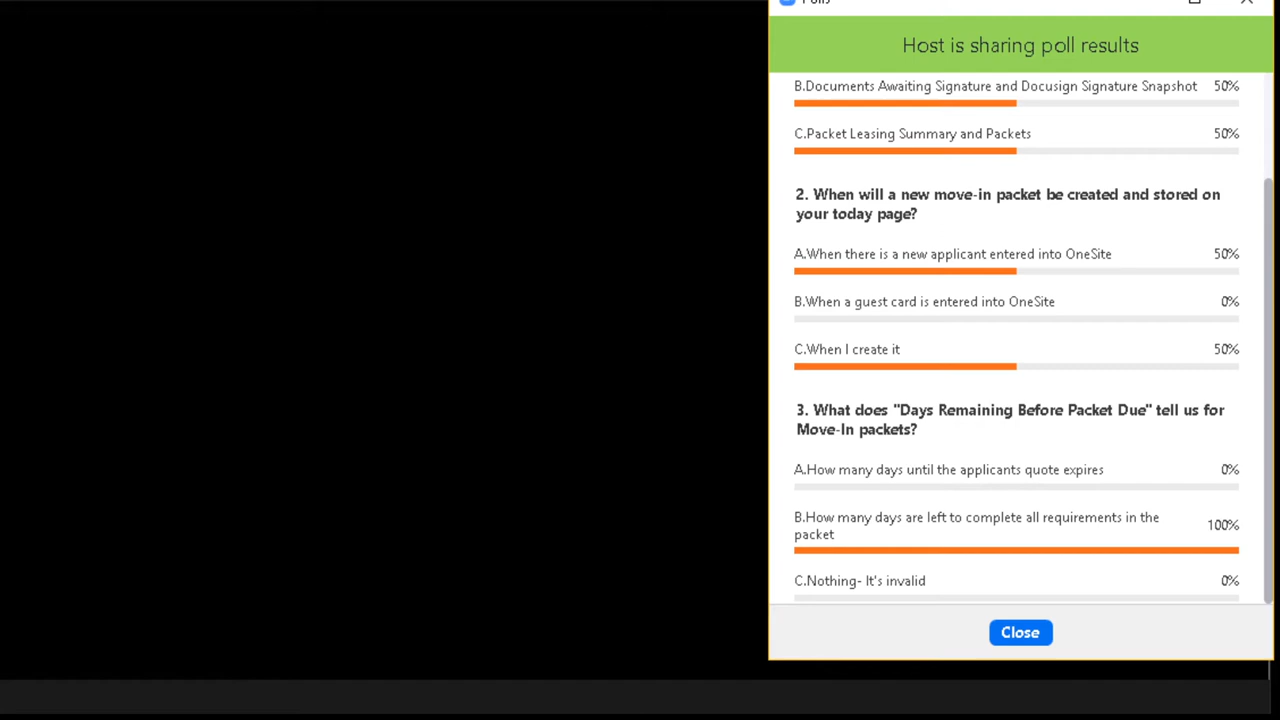 Polls
Host is sharing poll results
B.Documents Awaiting Signature and Docusign Signature Snapshot 50%
C.Packet Leasing Summary and Packets 50%
2. When will a new move-in packet be created and stored on
your today page?
A.When there is a new applicant entered into OneSite 50%
B.When a guest card is entered into OneSite 0%
C.When I create it 50%
3. What does "Days Remaining Before Packet Due" tell us for
Move-In packets?
A.How many days until the applicants quote expires 0%
B.How many days are left to complete all requirements in the
packet 100%
C.Nothing- It's invalid 0%
Close